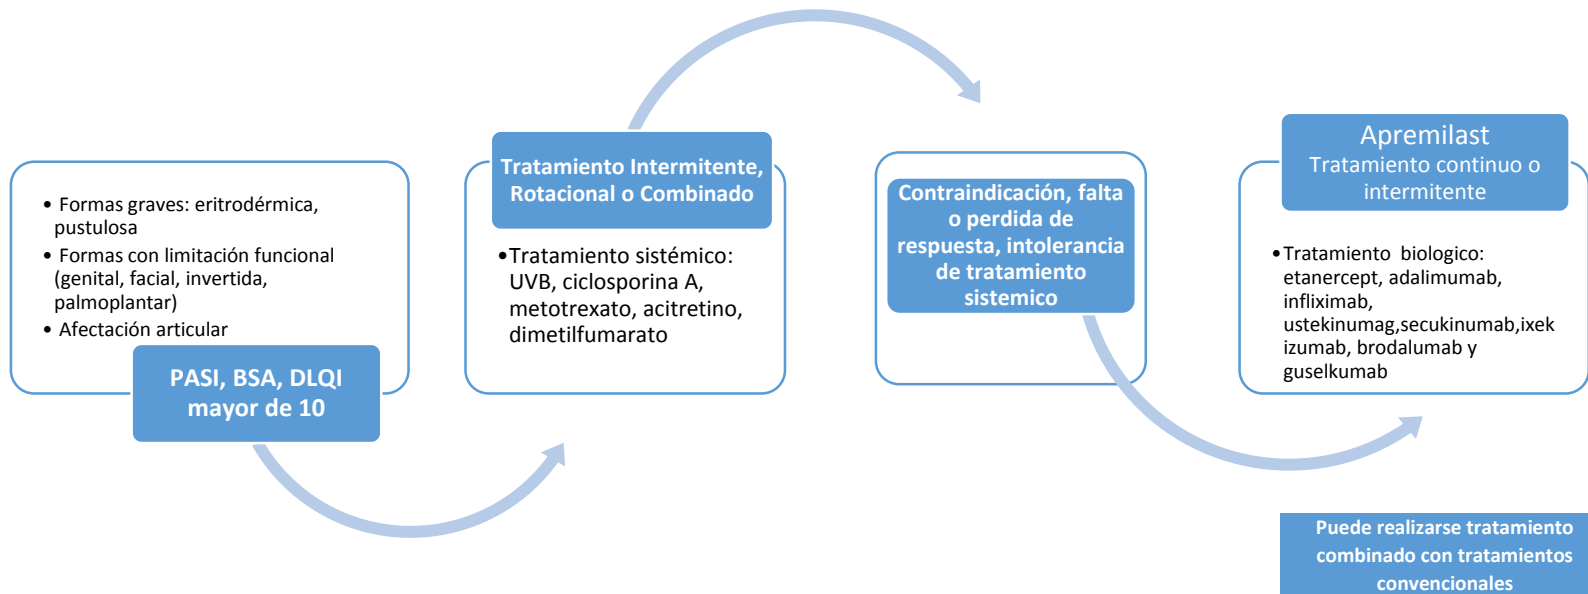 • Formas graves: eritrodérmica,
pustulosa
• Formas con limitación funcional
(genital, facial, invertida,
palmoplantar)
• Afectación articular
PASI, BSA, DLQI
mayor de 10
Tratamiento Intermitente,
Rotacional o Combinado
•Tratamiento sistémico:
UVB, ciclosporina A,
metotrexato, acitretino,
dimetilfumarato
Contraindicación, falta
o perdida de
respuesta, intolerancia
de tratamiento
sistemico
Apremilast
Tratamiento continuo o
intermitente
•Tratamiento biologico:
etanercept, adalimumab,
infliximab,
ustekinumag,secukinumab,ixek
izumab, brodalumab y
guselkumab
Puede realizarse tratamiento
combinado con tratamientos
convencionales